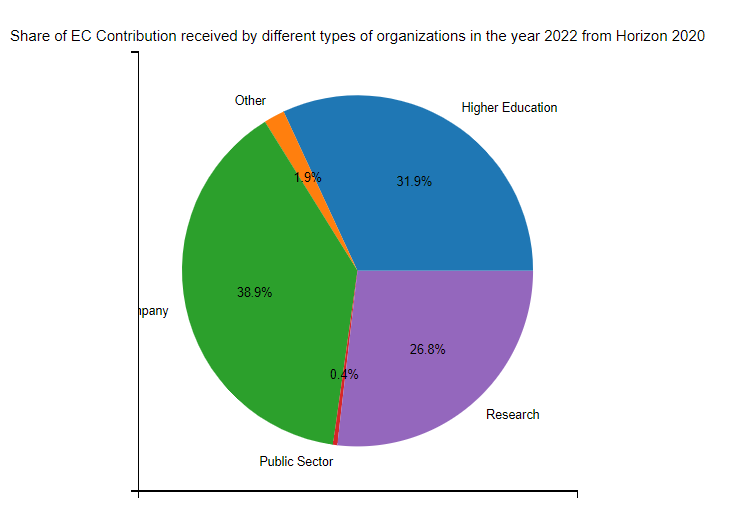 Share of EC Contribution received by different types of organizations in the year 2022 from Horizon 2020
Other
Higher Education
1.9%
31.9%
38.9%
pany
26.8%
0.4%
Research
Public Sector